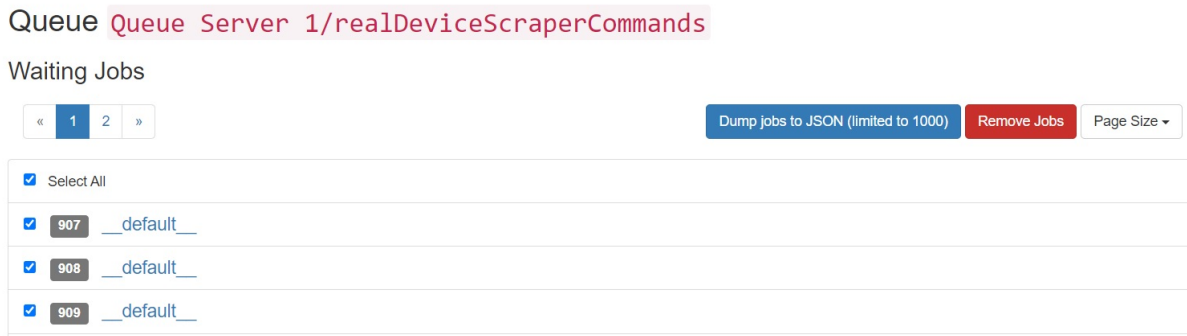 Queue Queue Server 1/realDeviceScraperCommands
Waiting Jobs
« 1 2 » Dump jobs to JSON (limited to 1000) Remove Jobs Page Size
Select All
907 __default__
908 __default__
909 __default__